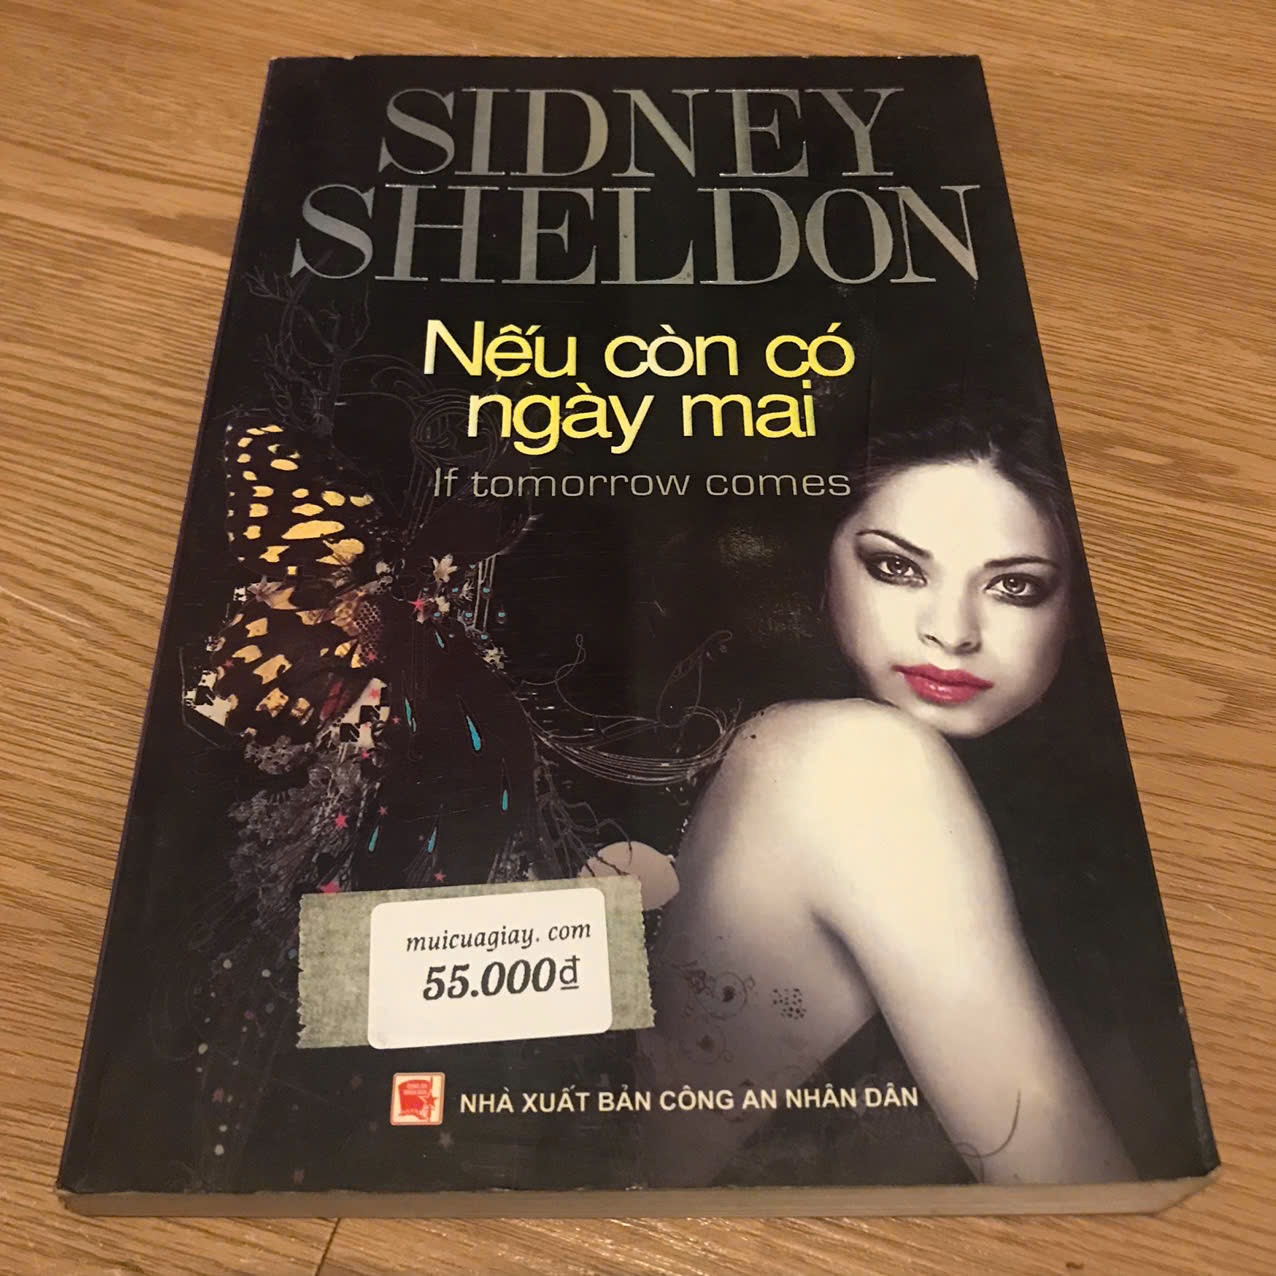 SIDNEY
SHELDON
Nếu còn có
ngày mai
If tomorrow comes
muicuagiay. com
55.000₫
NHÀ XUẤT BẢN CÔNG AN NHÂN DÂN